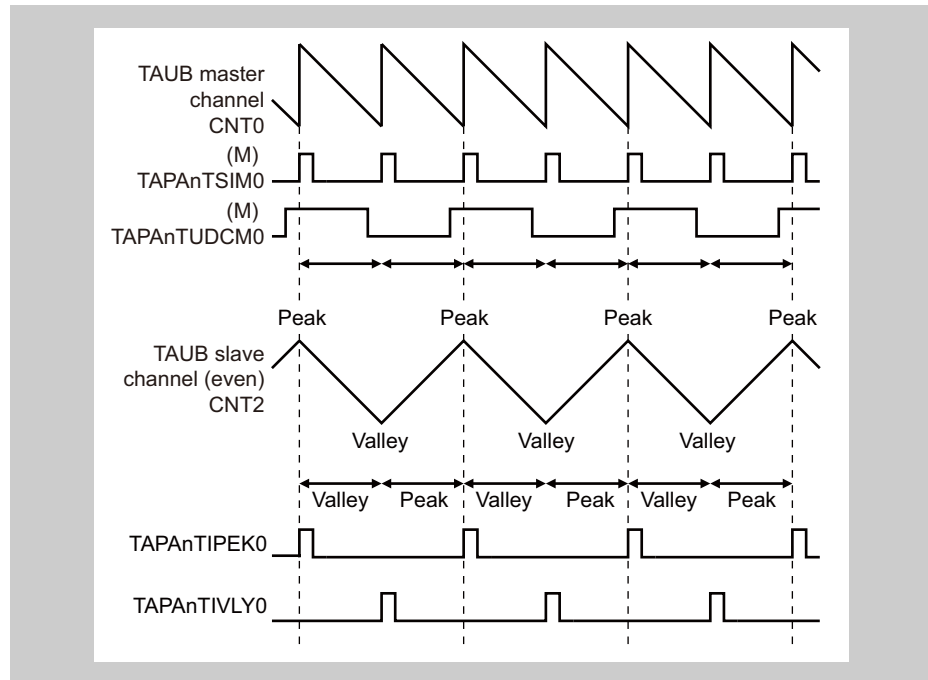 TAUB master
channel
CNT0
(M)
TAPAnTSIM0
(M)
TAPAnTUDCM0
Peak Peak Peak Peak
TAUB slave
channel (even)
CNT2
Valley Valley Valley
Valley Peak Valley Peak Valley Peak
TAPAnTIPEK0
TAPAnTIVLY0